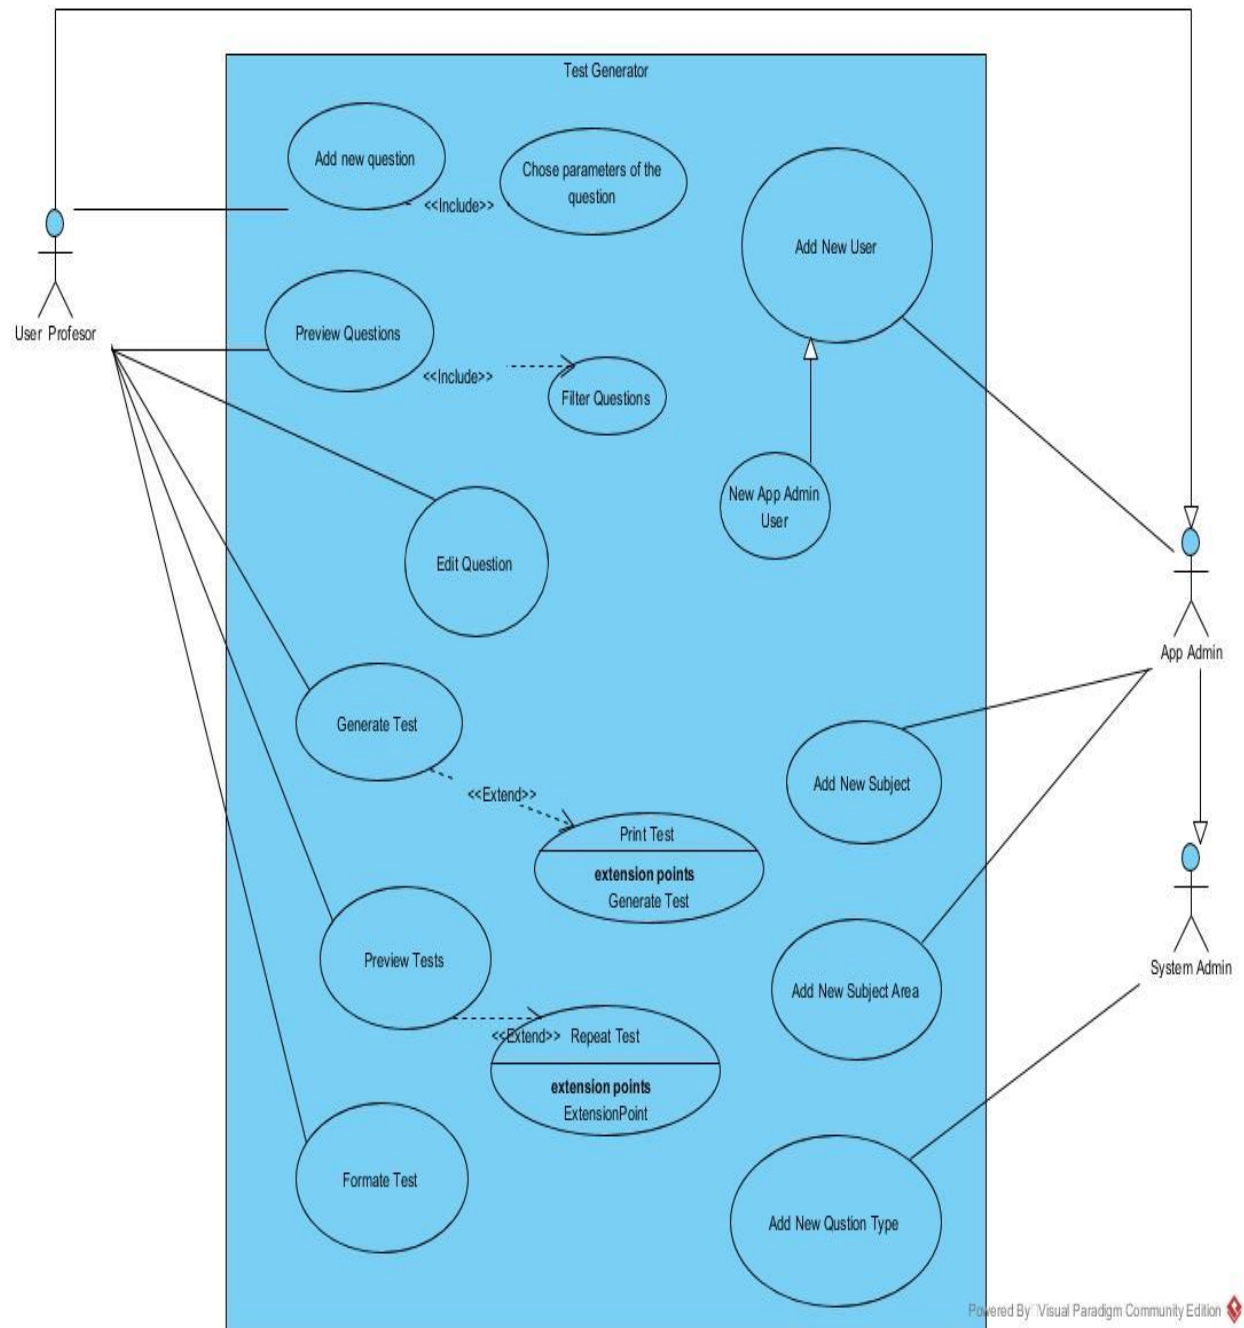 Test Generator
Add new question
Chose parameters of the
question
<<Include>>
Add New User
User Profesor
Preview Questions
<<Include>>
Filter Questions
New App Admin
User
Edit Question
App Admin
Generate Test
<<Extend>>
Add New Subject
Print Test
extension points
Generate Test
Preview Tests
System Admin
Add New Subject Area
<<Extend>>
Repeat Test
extension points
ExtensionPoint
Formate Test
Add New Qustion Type
Powered By Visual Paradigm Community Edition